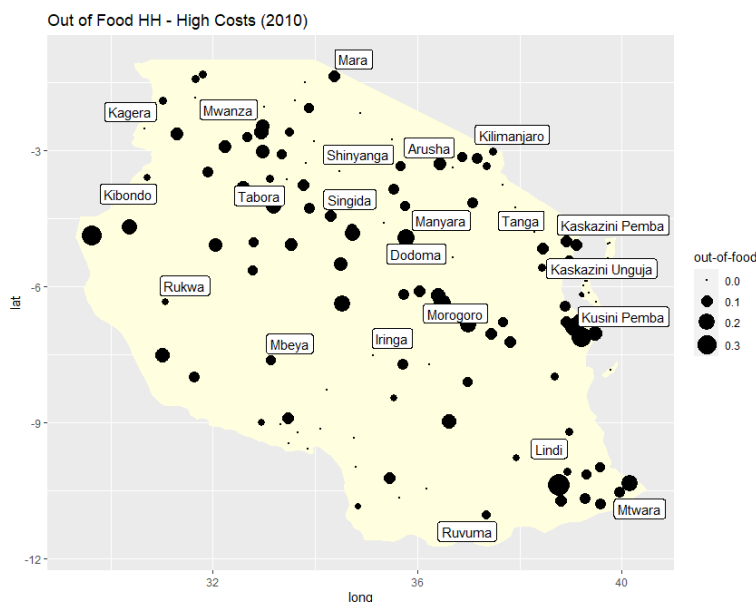 Out of Food HH - High Costs (2010)
Mara
Kagera
Mwanza
Kilimanjaro
Shinyanga
Arusha
-3
Kibondo
Tabora
Singida
Manyara
Tanga
Kaskazini Pemba
Dodoma
Kaskazini Unguja
out-of-food
0.0
0.1
0.2
0.3
lat
-6
Rukwa
Morogoro
Kusini Pemba
Mbeya
Iringa
-9
Lindi
Mtwara
Ruvuma
-12
32
36
40
long